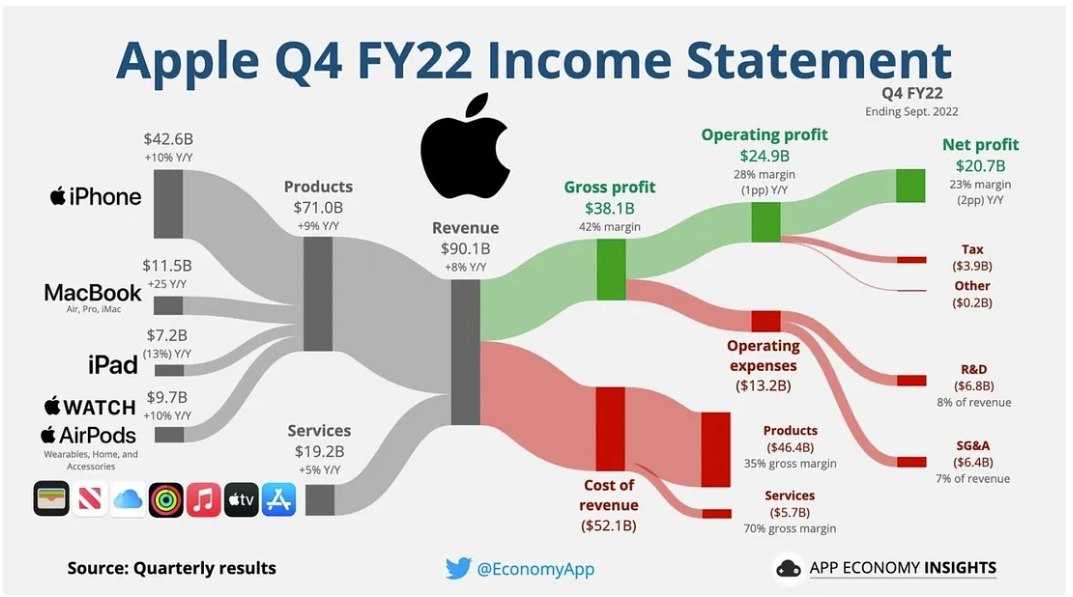 Apple Q4 FY22 Income Statement
Q4 FY22
Ending Sept. 2022
$42.6B
+10% Y/Y
iPhone
$11.5B
+25 Y/Y
MacBook
Air, Pro, iMac
$7.2B
(13%) Y/Y
iPad
$9.7B
+10% Y/Y
WATCH
AirPods
Wearables, Home, and
Accessories
tv
Products
$71.0B
+9% Y/Y
Services
$19.2B
+5% Y/Y
Revenue
$90.1B
+8% Y/Y
Gross profit
$38.1B
42% margin
Cost of
revenue
($52.1B)
Operating profit
$24.9B
28% margin
(1pp) Y/Y
Operating
expenses
($13.2B)
Products
($46.4B)
35% gross margin
Services
($5.7B)
70% gross margin
Net profit
$20.7B
23% margin
(2pp) Y/Y
Tax
($3.9B)
Other
($0.2B)
R&D
($6.8B)
8% of revenue
SG&A
($6.4B)
7% of revenue
Source: Quarterly results
@EconomyApp
APP ECONOMY INSIGHTS